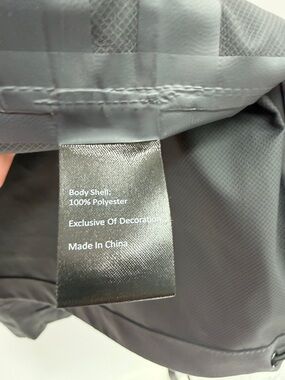 Body Shell:
100% Polyester
Exclusive Of Decoration
Made In China